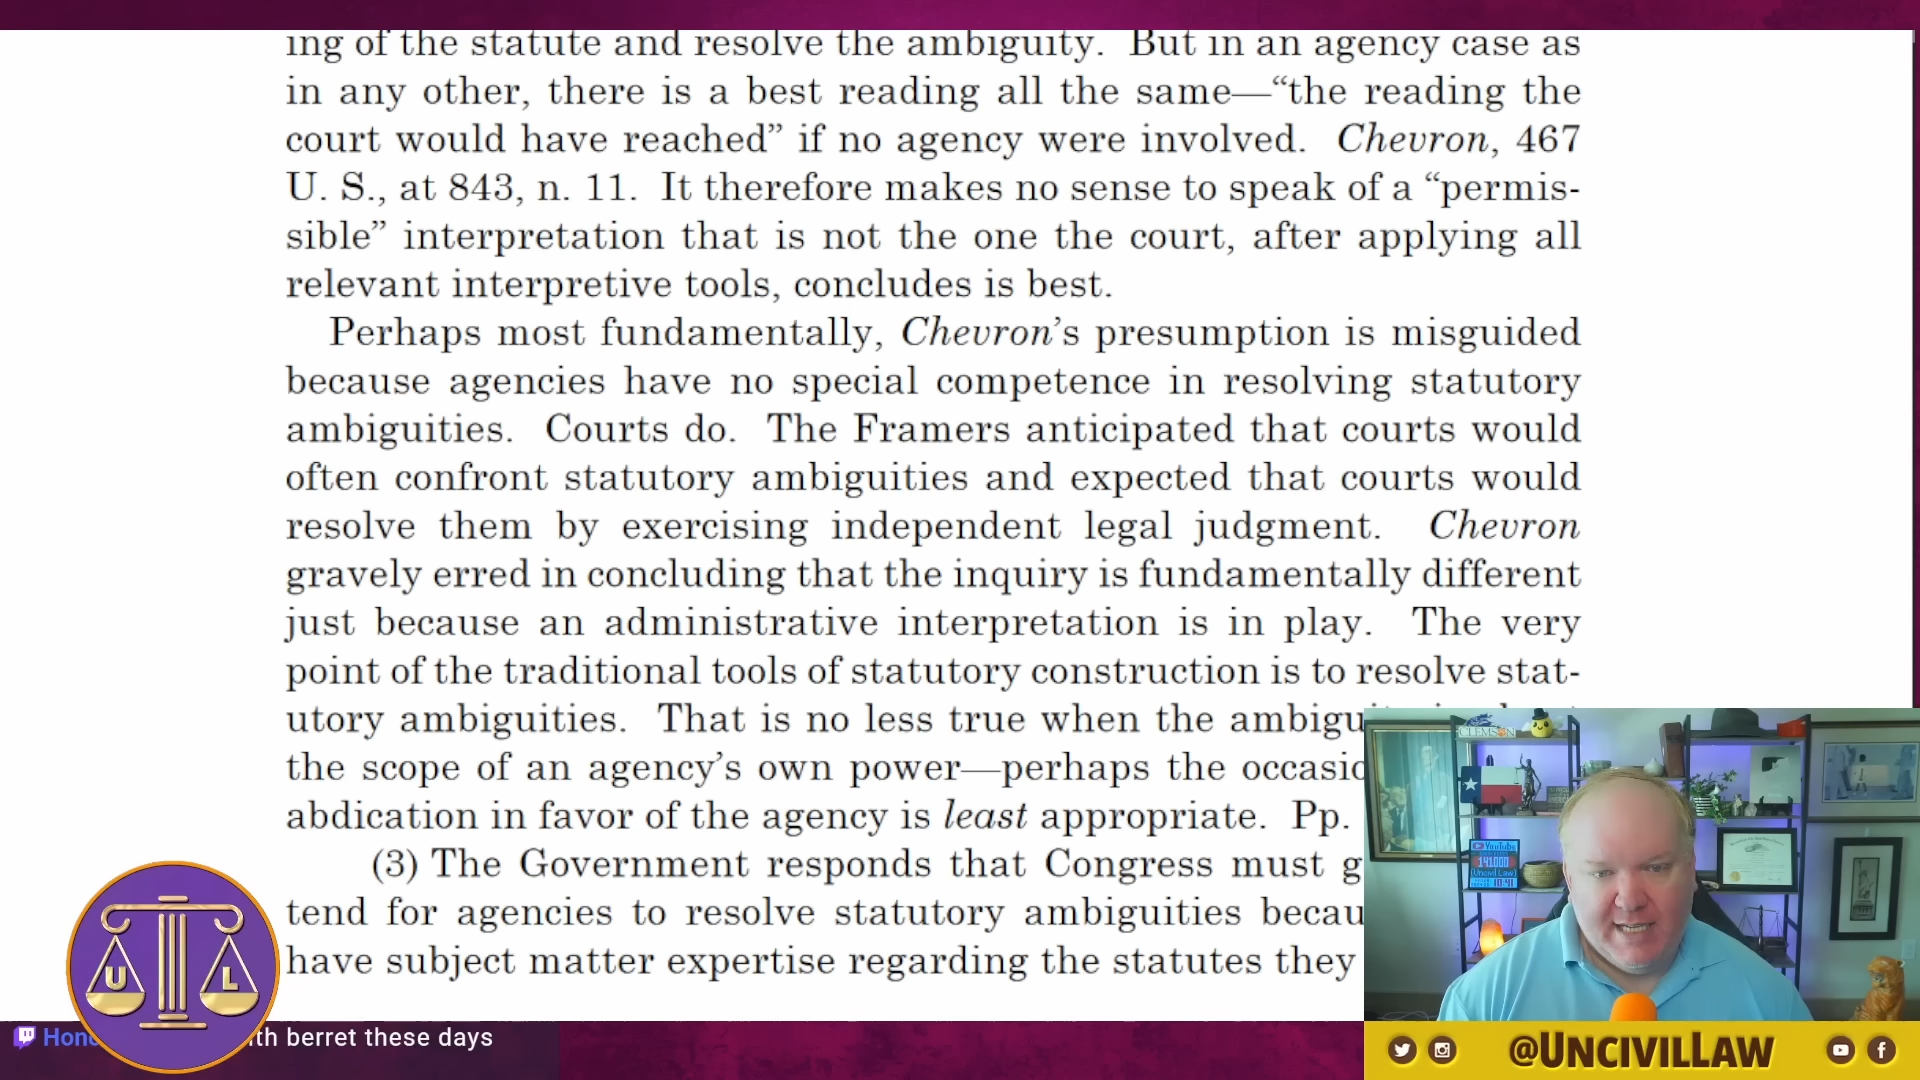 ing of the statute and resolve the ambiguity. But in an agency case as
in any other, there is a best reading all the same—“the reading the
court would have reached” if no agency were involved. Chevron, 467
U. S., at 843, n. 11. It therefore makes no sense to speak of a “permis-
sible” interpretation that is not the one the court, after applying all
relevant interpretive tools, concludes is best.
Perhaps most fundamentally, Chevron’s presumption is misguided
because agencies have no special competence in resolving statutory
ambiguities. Courts do. The Framers anticipated that courts would
often confront statutory ambiguities and expected that courts would
resolve them by exercising independent legal judgment. Chevron
gravely erred in concluding that the inquiry is fundamentally different
just because an administrative interpretation is in play. The very
point of the traditional tools of statutory construction is to resolve stat-
utory ambiguities. That is no less true when the
the scope of an agency’s own power—perhaps the
abdication in favor of the agency is least appropriate. Pp.
(3) The Government responds that Congress must
tend for agencies to resolve statutory ambiguities
have subject matter expertise regarding the statutes they
CLEMSON
YouTube
141000
(Uncivil Law)
U L
berret these days
@UNCIVILLAW